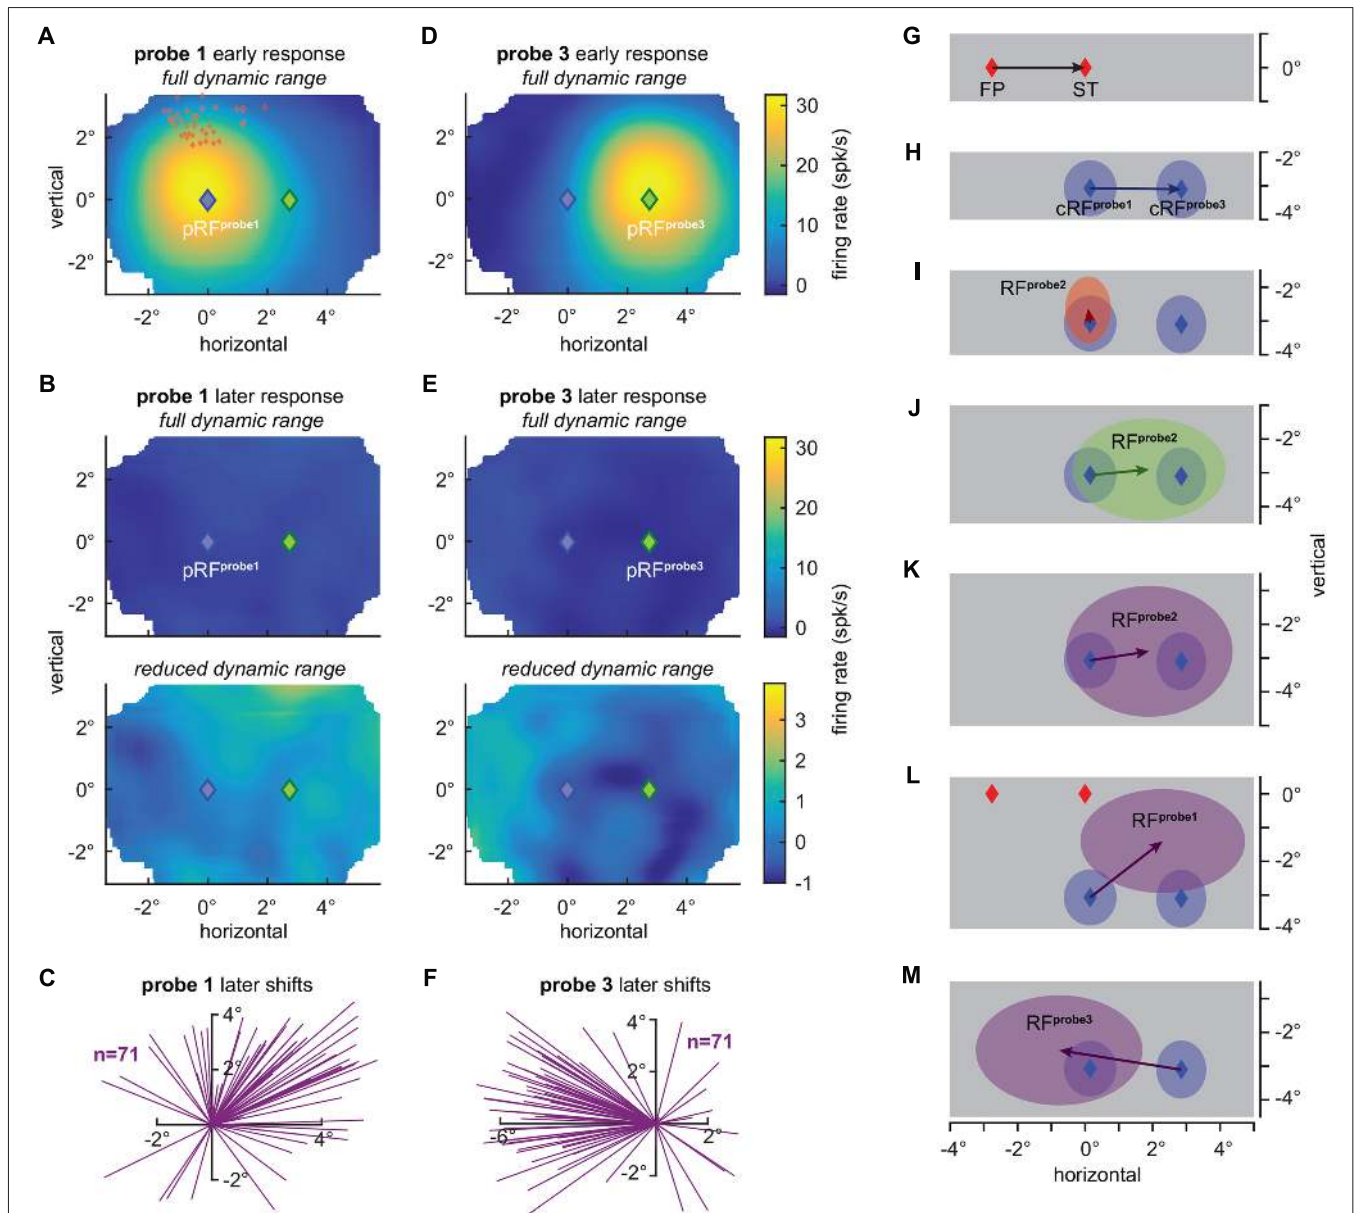 A
probe 1 early response
full dynamic range
2°
0°
-2°
vertical
pRFprobe1
-2° 0° 2° 4°
horizontal
D
probe 3 early response
full dynamic range
2°
0°
-2°
pRFprobe3
-2° 0° 2° 4°
horizontal
30
20
10
0
firing rate (spk/s)
B
probe 1 later response
full dynamic range
2°
0°
-2°
pRFprobe1
vertical
reduced dynamic range
2°
0°
-2°
-2° 0° 2° 4°
horizontal
E
probe 3 later response
full dynamic range
2°
0°
-2°
pRFprobe3
30
20
10
0
firing rate (spk/s)
reduced dynamic range
2°
0°
-2°
-2° 0° 2° 4°
horizontal
3
2
1
0
-1
C
probe 1 later shifts
n=71
4°
2°
-2° 4°
-2°
F
probe 3 later shifts
n=71
4°
2°
-6° 2°
-2°
G
FP ST
0°
H
cRFprobe1 cRFprobe3
-2°
-4°
I
RFprobe2
-2°
-4°
J
RFprobe2
-2°
-4°
K
RFprobe2
-2°
-4°
vertical
L
RFprobe1
0°
-2°
-4°
M
RFprobe3
-2°
-4°
-4° -2° 0° 2° 4°
horizontal